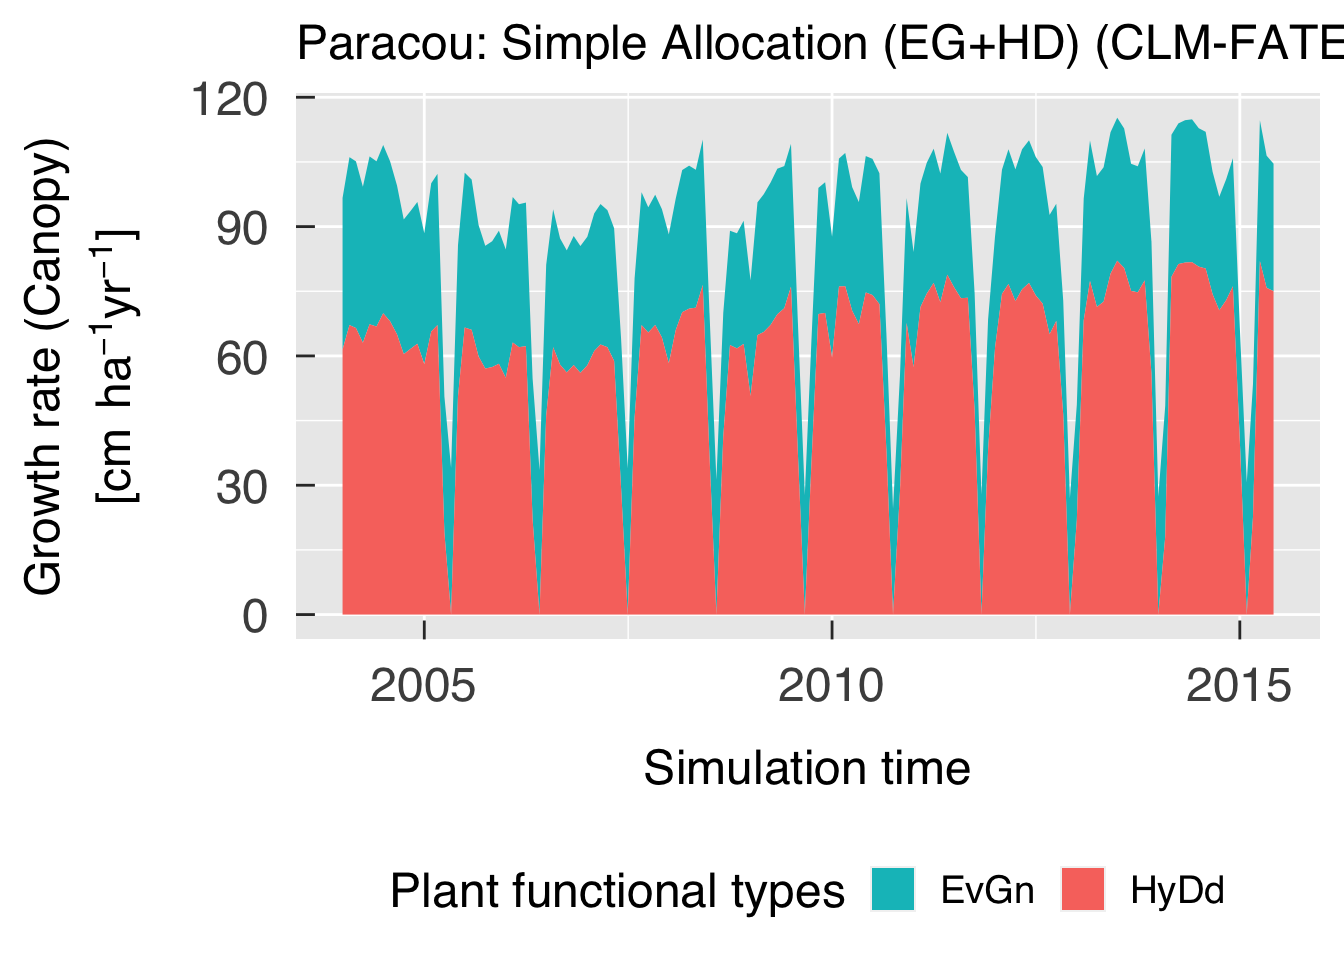 Paracou: Simple Allocation (EG+HD) (CLM-FATE
Growth rate (Canopy)
[cm ha⁻¹yr⁻¹]
120
90
60
30
0
2005 2010 2015
Simulation time
Plant functional types EvGn HyDd